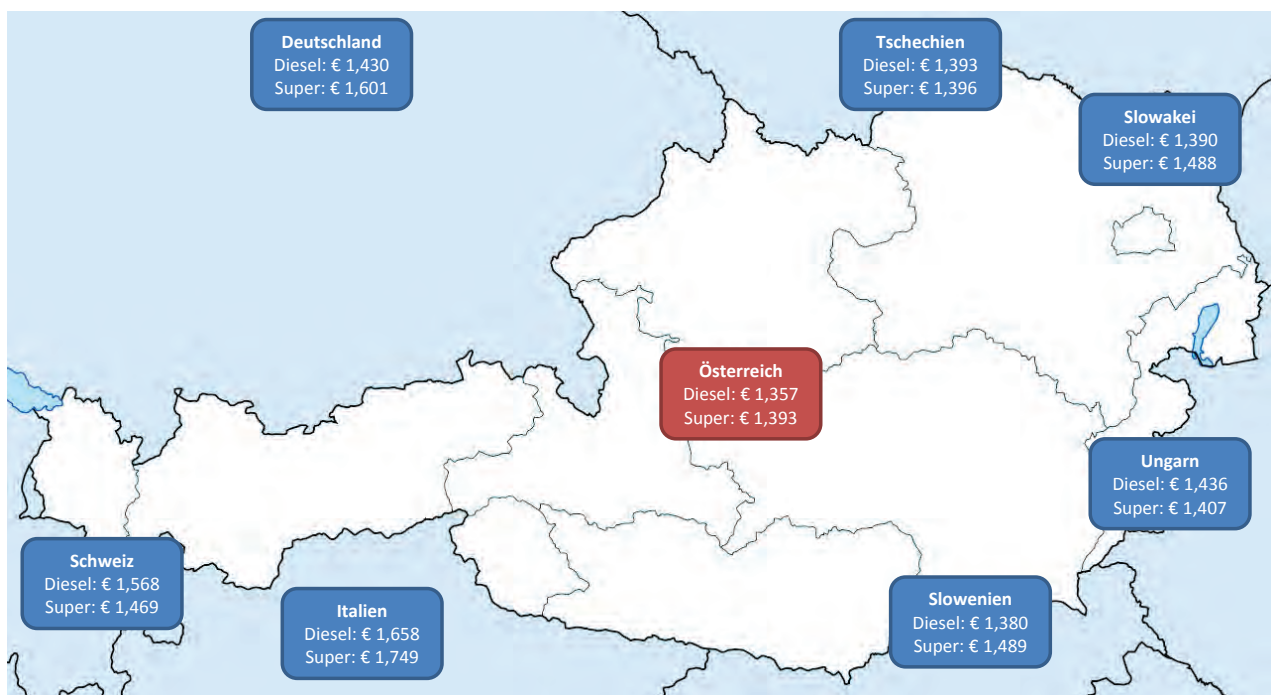 Deutschland
Diesel: € 1,430
Super: € 1,601
Tschechien
Diesel: € 1,393
Super: € 1,396
Slowakei
Diesel: € 1,390
Super: € 1,488
Österreich
Diesel: € 1,357
Super: € 1,393
Ungarn
Diesel: € 1,436
Super: € 1,407
Schweiz
Diesel: € 1,568
Super: € 1,469
Italien
Diesel: € 1,658
Super: € 1,749
Slowenien
Diesel: € 1,380
Super: € 1,489